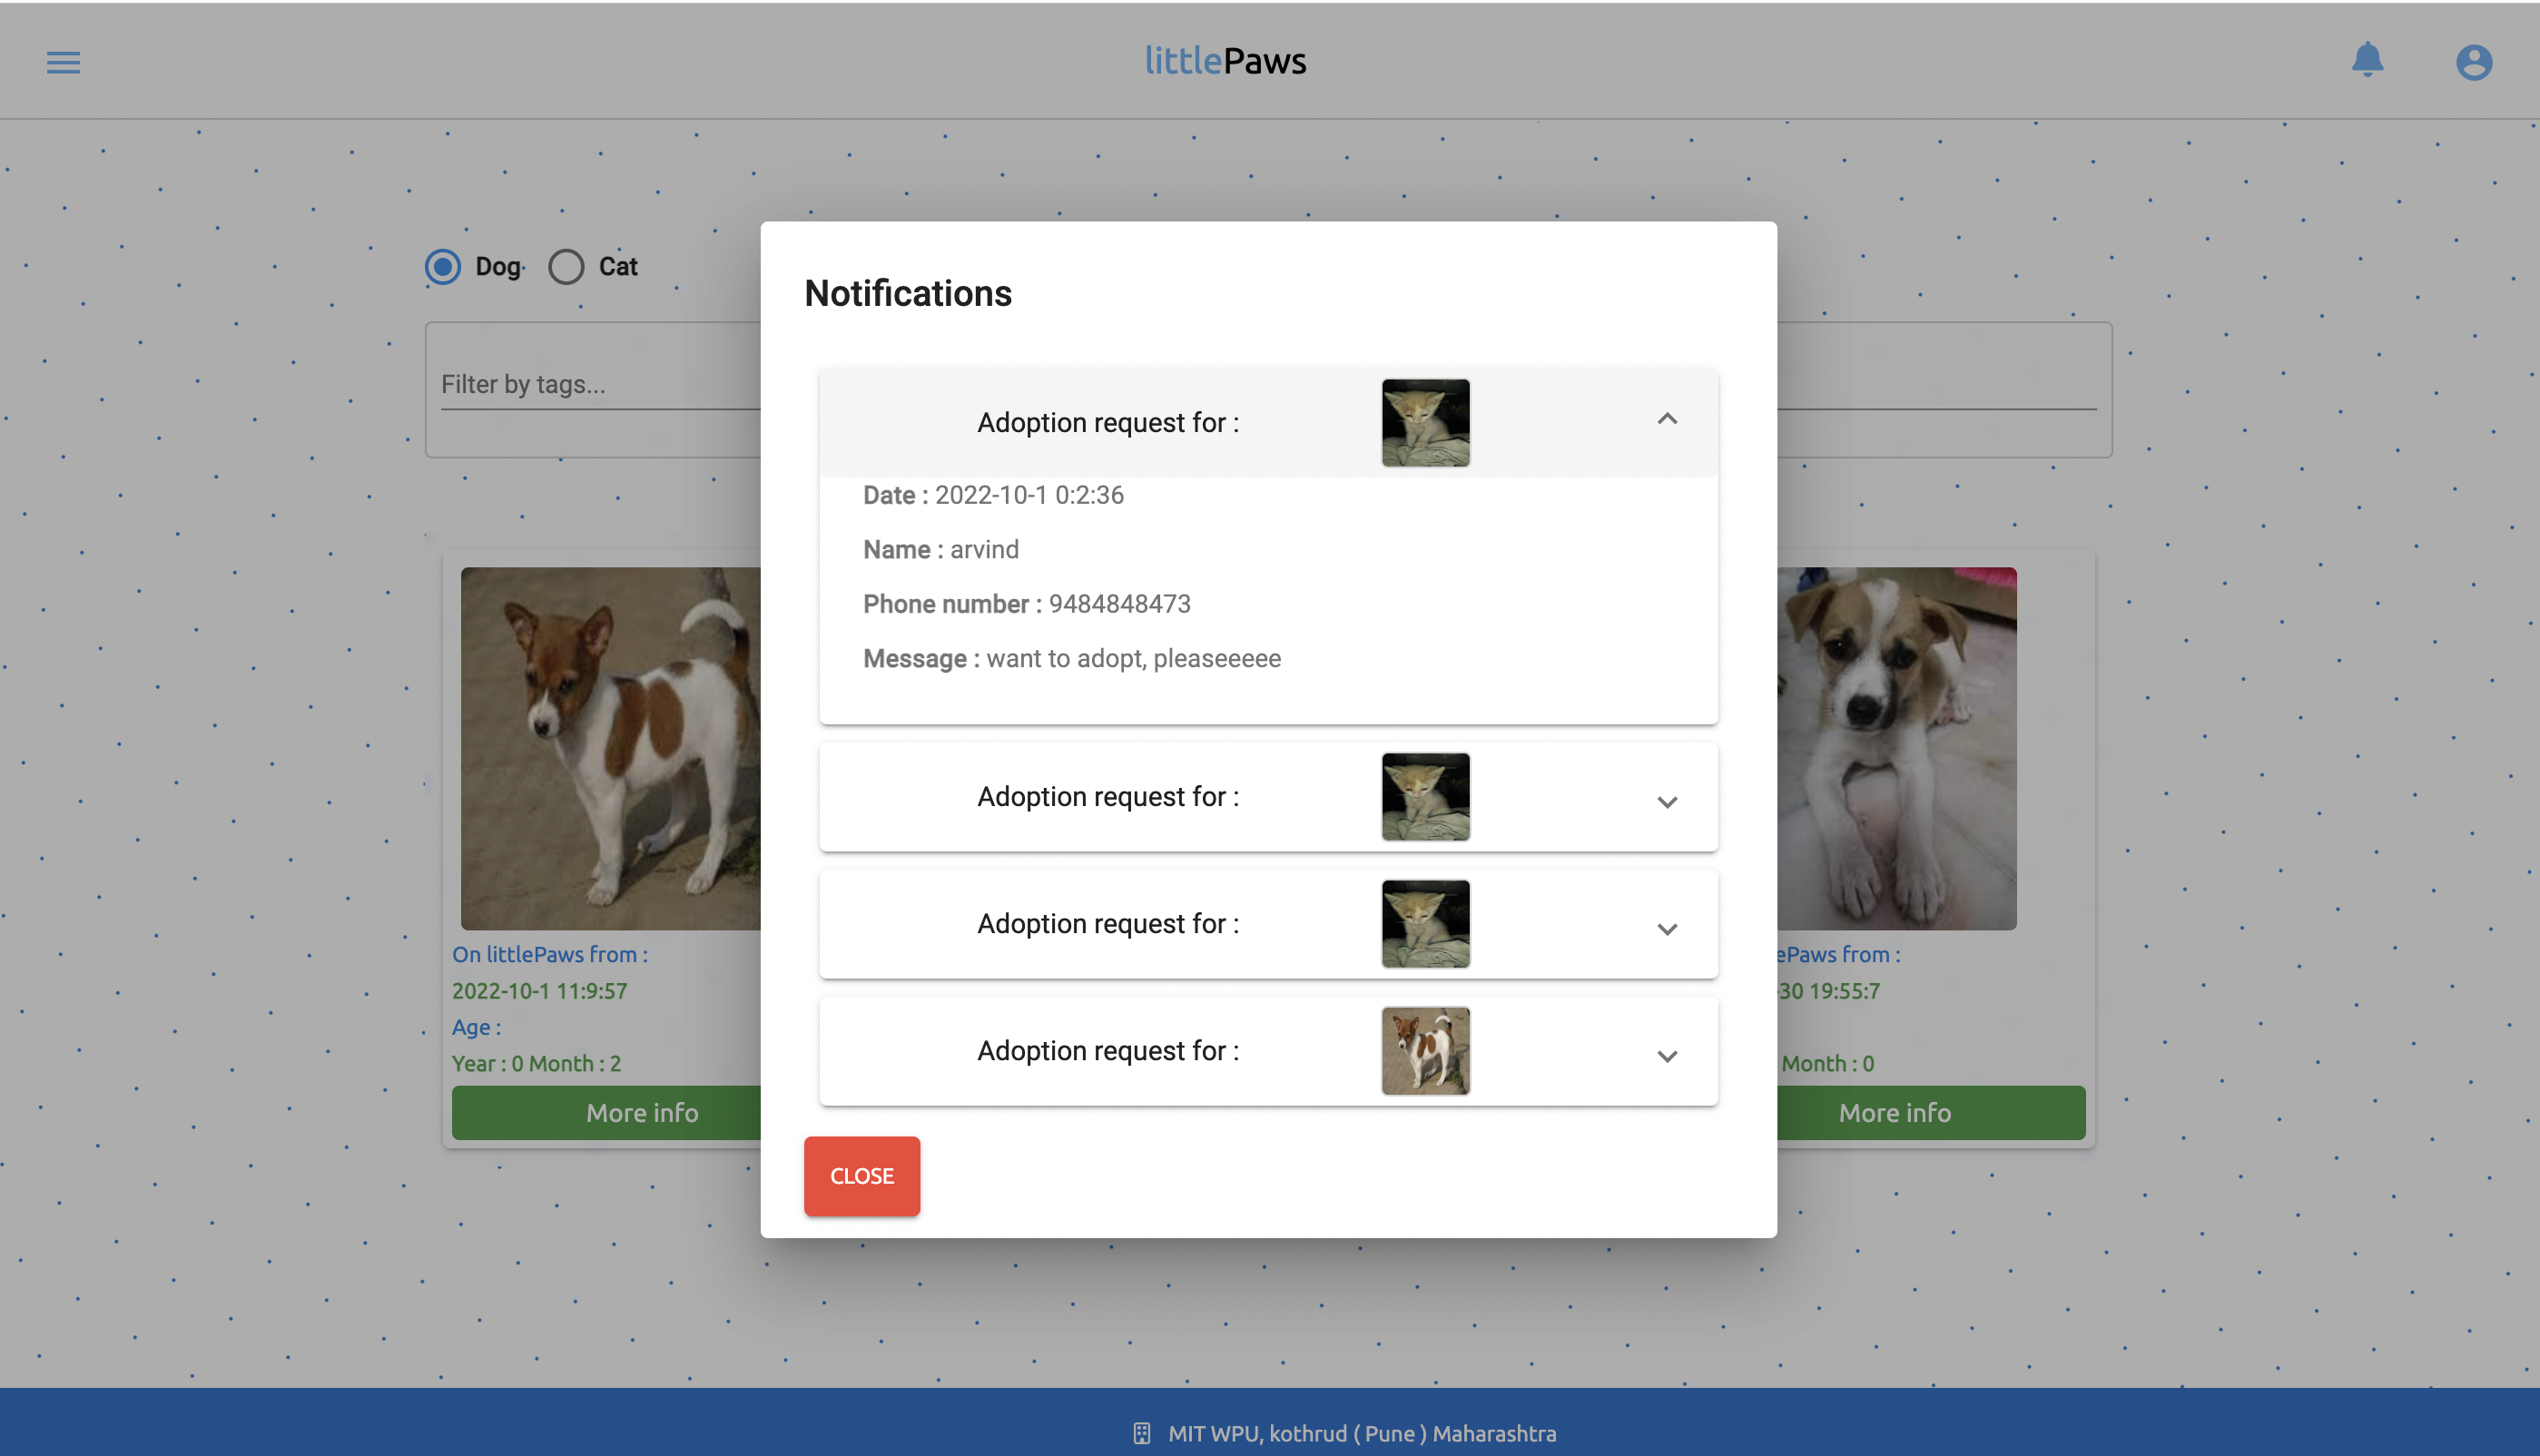 littlePaws
Dog
Cat
Filter by tags...
Notifications
Adoption request for :
Date : 2022-10-1 0:2:36
Name : arvind
Phone number : 9484848473
Message : want to adopt, pleaseeeee
Adoption request for :
Adoption request for :
Adoption request for :
CLOSE
On littlePaws from :
2022-10-1 11:9:57
Age :
Year : 0 Month : 2
More info
ePaws from :
-30 19:55:7
Month : 0
More info
MIT WPU, kothrud ( Pune ) Maharashtra